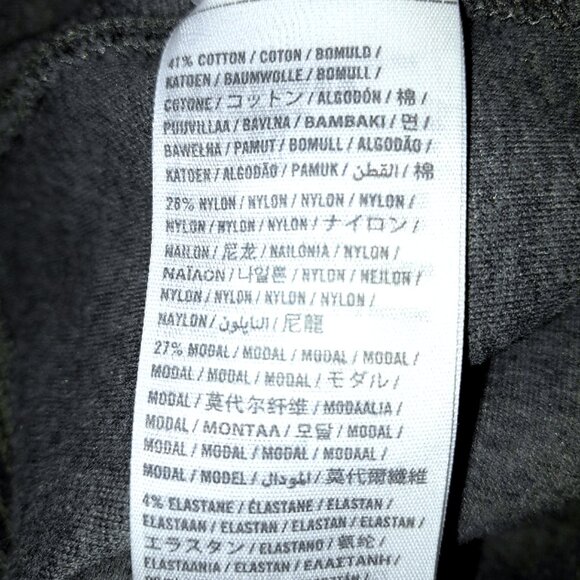 41% COTTON / COTON / BOMULD /
KATOEN / BAUMWOLLE / BOMULL /
COTONE / コットン / ALGODÓN / 棉 /
PUUVILLAA / BAVLNA / ΒΑΜΒΑΚΙ / 면 /
BAWEŁNA / PAMUT / BOMULL / ALGODÃO /
KATOEN / ALGODÃO / PAMUK / القطن / 棉
28% NYLON / NYLON / NYLON / NYLON /
NYLON / NYLON / NYLON / ナイロン /
NAILON / 尼龙 / NAILONIA / NYLON /
ΝΑΪΛΟΝ / 나일론 / NYLON / NEJLON /
NYLON / NYLON / NYLON / NYLON /
NAYLON / النايلون / 尼龍
27% MODAL / MODAL / MODAL / MODAL /
MODAL / MODAL / MODAL / モダル /
MODAL / 莫代尔纤维 / MODAALIA /
MODAL / ΜΟΝΤΑΛ / 모달 / MODAL /
MODAL / MODAL / MODAL / MODAAL /
MODAL / MODEL / المودال / 莫代爾纖維
4% ELASTANE / ÉLASTANE / ELASTAN /
ELASTAAN / ELASTAN / ELASTAN /
エラスタン / ELASTANO / 氨纶 /
ELASTAANIA / ΕΛΑΣΤΑΝΗ /